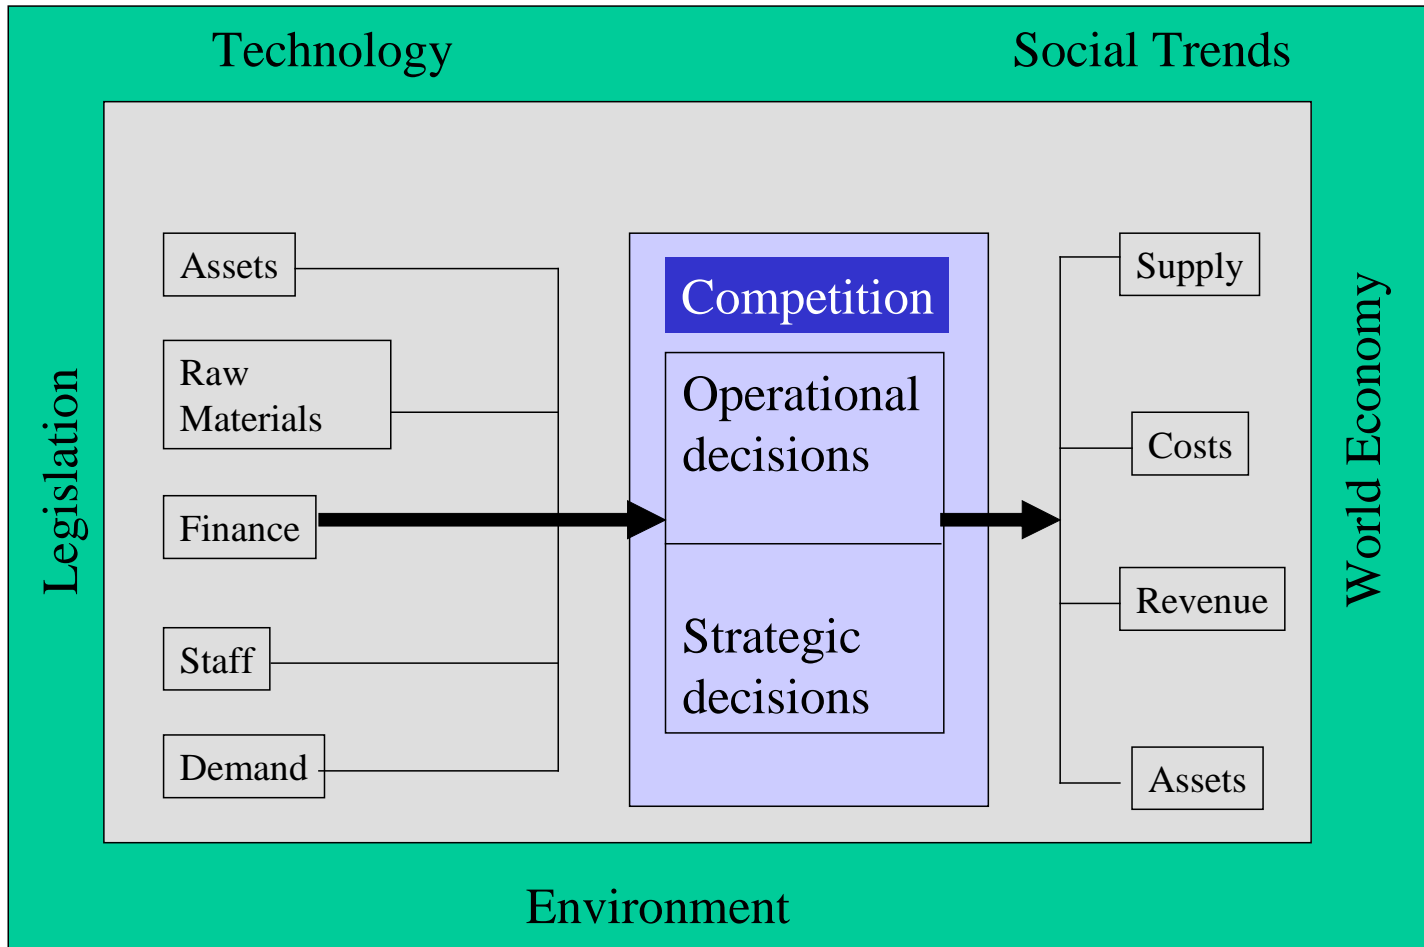 Technology
Social Trends
Legislation
Assets
Raw
Materials
Finance
Staff
Demand
Competition
Operational
decisions
Strategic
decisions
Supply
Costs
Revenue
Assets
World Economy
Environment